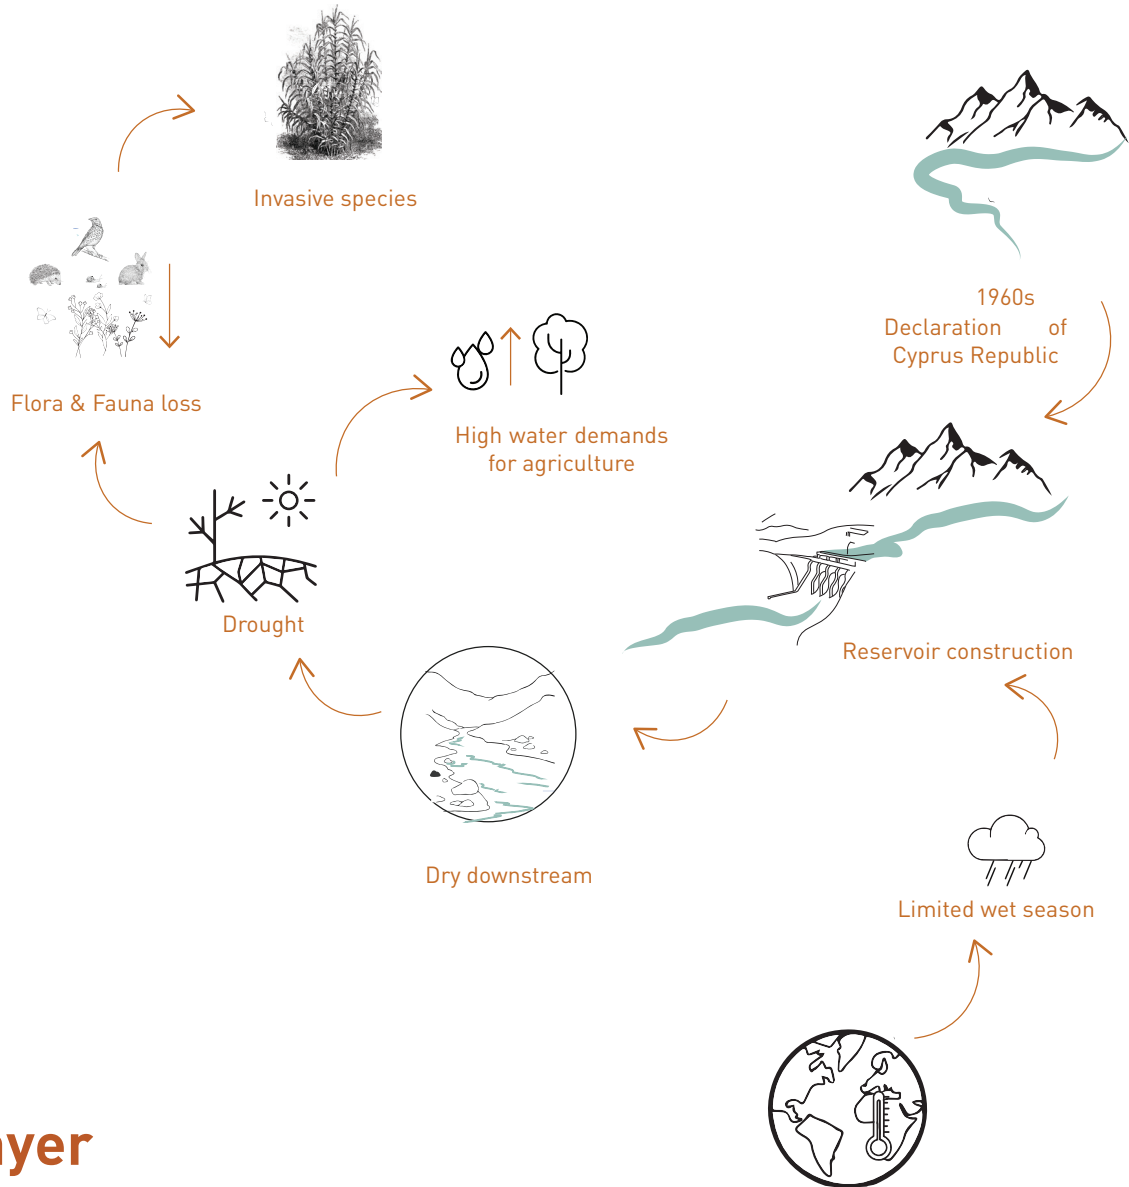 Invasive species
1960s
Declaration of
Cyprus Republic
Flora & Fauna loss
High water demands
for agriculture
Drought
Reservoir construction
Dry downstream
Limited wet season
ayer